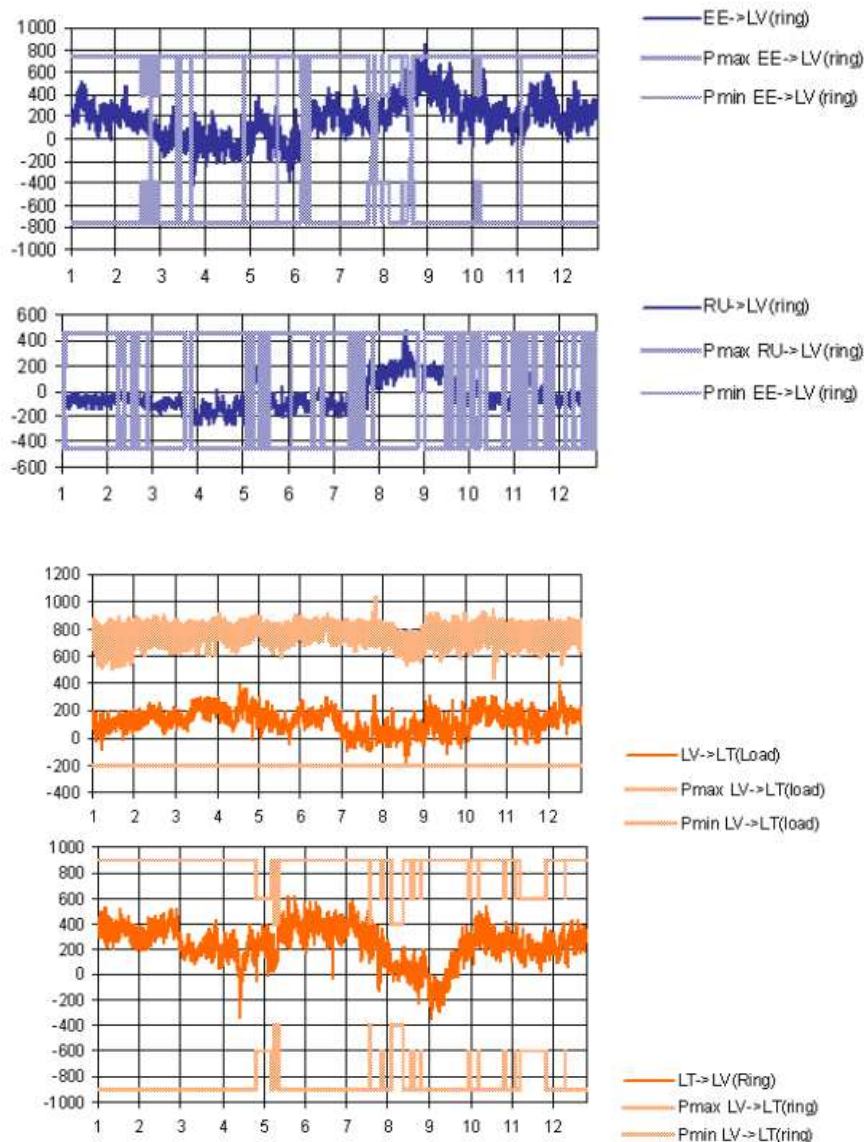 1000
800
600
400
200
0
-200
-400
-600
-800
-1000
1 2 3 4 5 6 7 8 9 10 11 12
EE->LV(ring)
Pmax EE->LV(ring)
Pmin EE->LV(ring)
600
400
200
0
-200
-400
-600
1 2 3 4 5 6 7 8 9 10 11 12
RU->LV(ring)
Pmax RU->LV(ring)
Pmin EE->LV(ring)
1200
1000
800
600
400
200
0
-200
-400
1 2 3 4 5 6 7 8 9 10 11 12
LV->LT(Load)
Pmax LV->LT(load)
Pmin LV->LT(load)
1000
800
600
400
200
0
-200
-400
-600
-800
-1000
1 2 3 4 5 6 7 8 9 10 11 12
LT->LV(Ring)
Pmax LV->LT(ring)
Pmin LV->LT(ring)